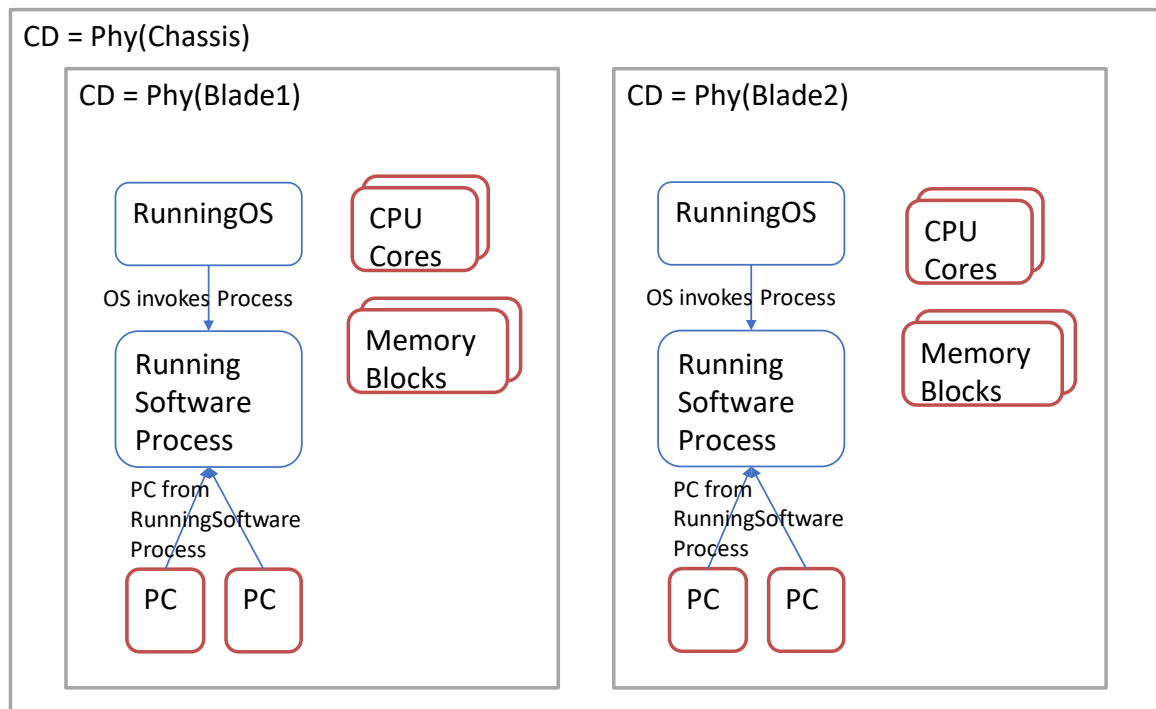 CD = Phy(Chassis)
CD = Phy(Blade1)
RunningOS
CPU
Cores
OS invokes Process
Running
Software
Process
Memory
Blocks
PC from
RunningSoftware
Process
PC
PC
CD = Phy(Blade2)
RunningOS
CPU
Cores
OS invokes Process
Running
Software
Process
Memory
Blocks
PC from
RunningSoftware
Process
PC
PC